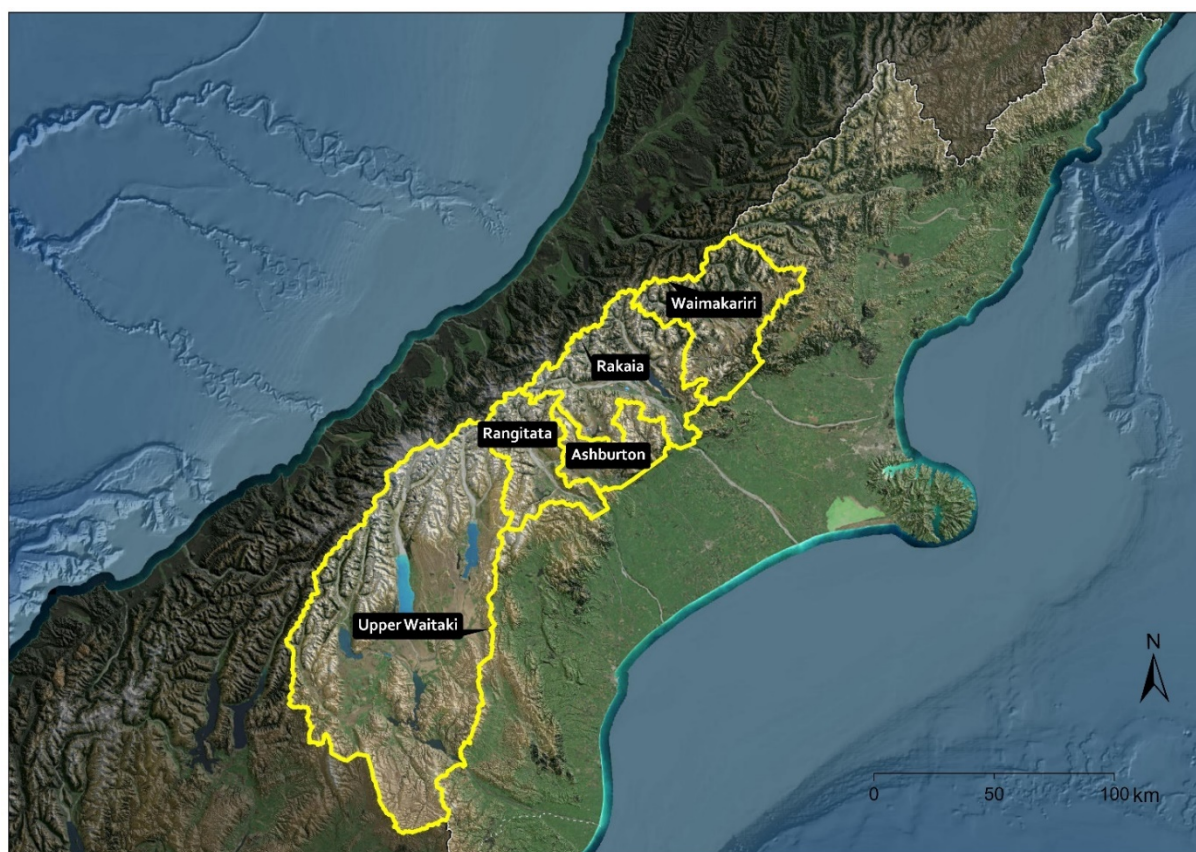 Waimakariri
Rakaia
Rangitata
Ashburton
Upper Waitaki
N
0 50 100 km